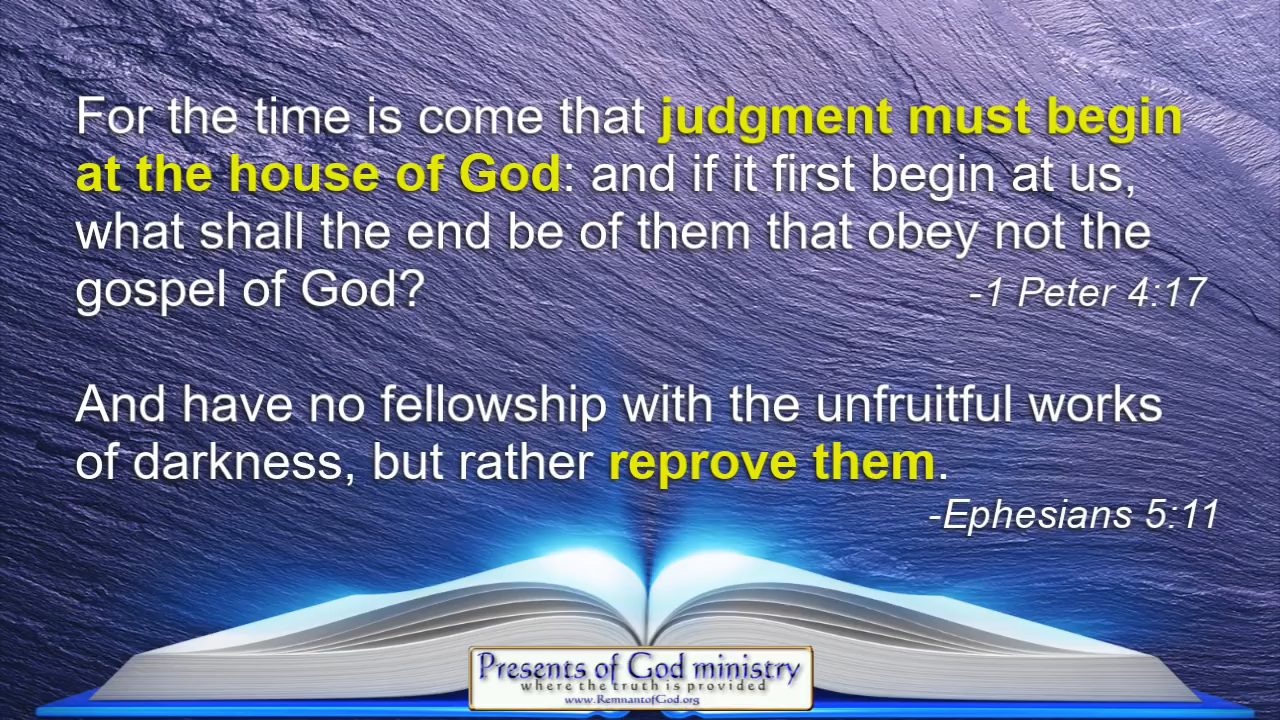 For the time is come that judgment must begin
at the house of God: and if it first begin at us,
what shall the end be of them that obey not the
gospel of God?
-1 Peter 4:17
And have no fellowship with the unfruitful works
of darkness, but rather reprove them.
-Ephesians 5:11
Presents of God ministry
where the truth is provided
www.RemnantofGod.org